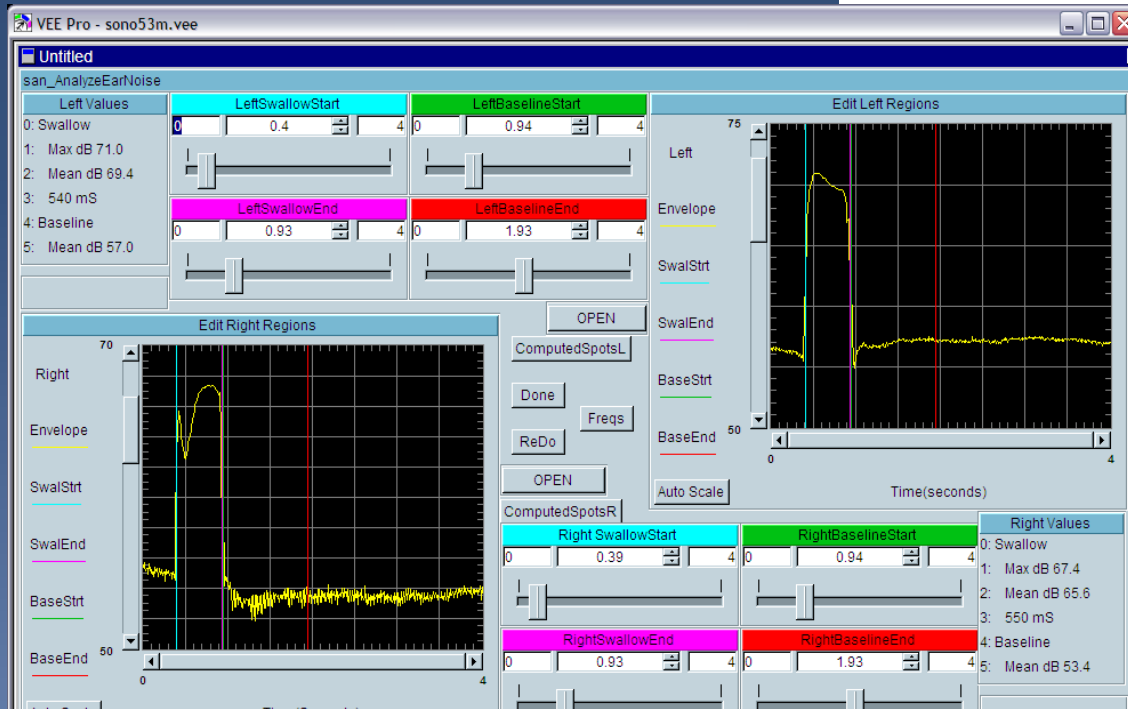 VEE Pro - sono53m.vee
Untitled
san_AnalyzeEarNoise
Left Values
0: Swallow
1: Max dB 71.0
2: Mean dB 69.4
3: 540 mS
4: Baseline
5: Mean dB 57.0
LeftSwallowStart
0 0.4 4
LeftBaselineStart
0 0.94 4
LeftSwallowEnd
0 0.93 4
LeftBaselineEnd
0 1.93 4
Edit Left Regions
75
Left
Envelope
SwalStrt
SwalEnd
BaseStrt
BaseEnd
50
0 4
Auto Scale
Time(seconds)
OPEN
ComputedSpotsL
Done
Freqs
ReDo
OPEN
ComputedSpotsR
Edit Right Regions
70
Right
Envelope
SwalStrt
SwalEnd
BaseStrt
BaseEnd
50
0 4
Right SwallowStart
0 0.39 4
RightBaselineStart
0 0.94 4
RightSwallowEnd
0 0.93 4
RightBaselineEnd
0 1.93 4
Right Values
0: Swallow
1: Max dB 67.4
2: Mean dB 65.6
3: 550 mS
4: Baseline
5: Mean dB 53.4